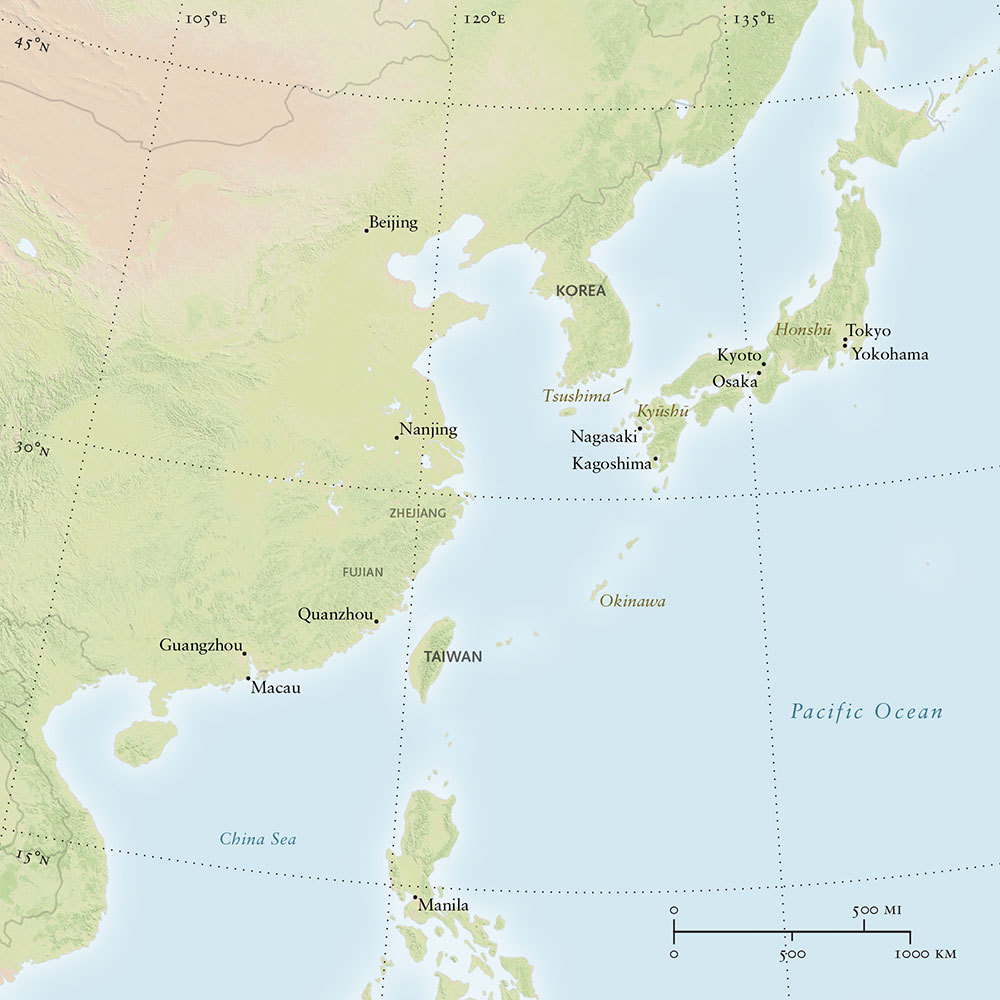 105°E
120°E
135°E
45°N
Beijing
KOREA
Honshū
Tokyo
Yokohama
Kyoto
Osaka
Tsushima
Kyūshū
Nanjing
Nagasaki
30°N
Kagoshima
ZHEJIANG
FUJIAN
Okinawa
Quanzhou
Guangzhou
TAIWAN
Macau
Pacific Ocean
China Sea
15°N
Manila
0 500 MI
0 500 1000 KM